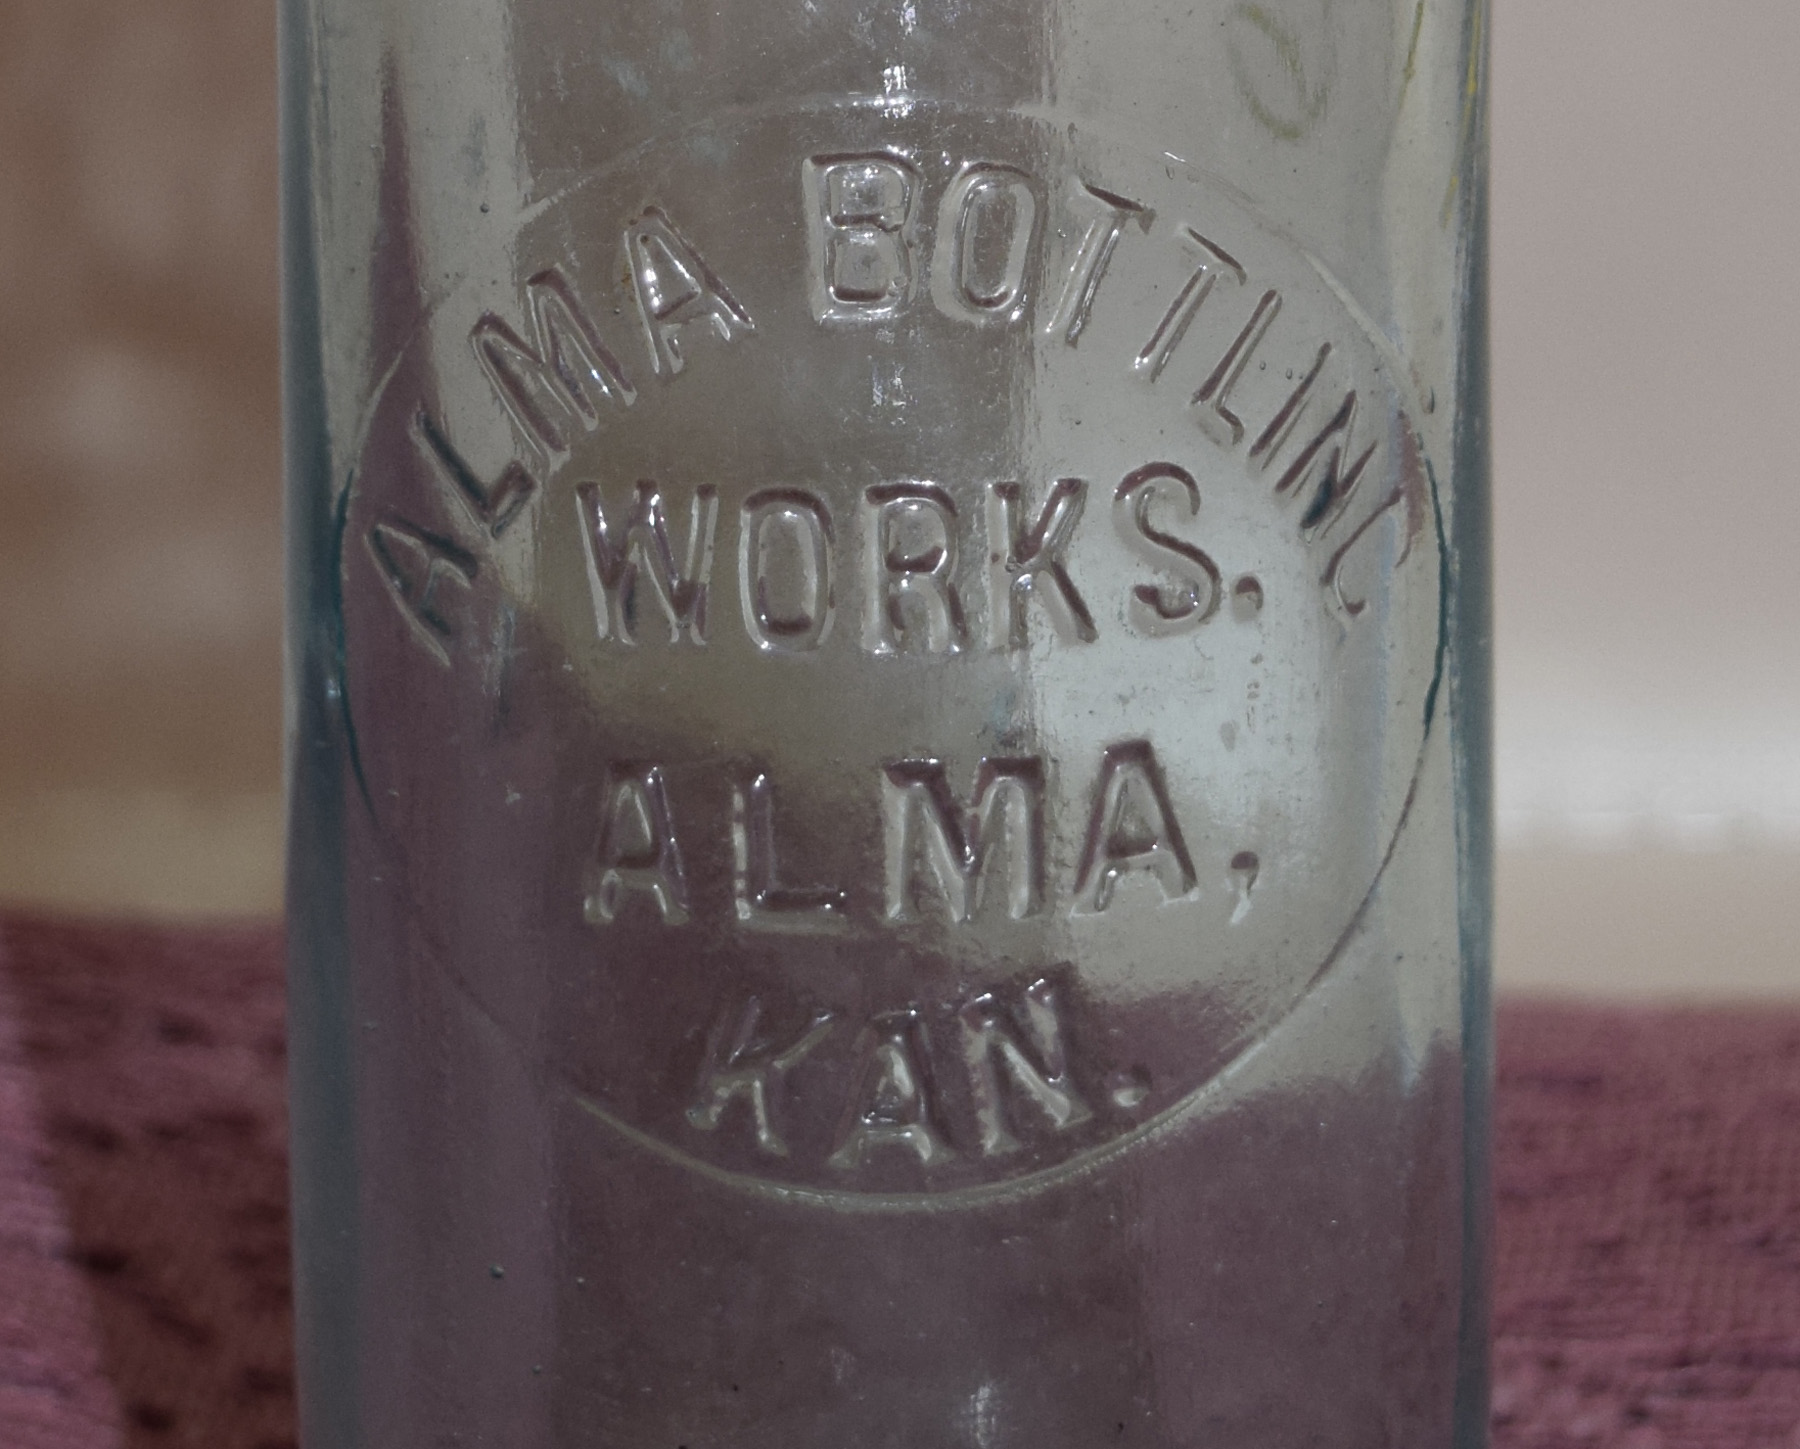 ALMA BOTTLING
WORKS.
ALMA,
KAN.